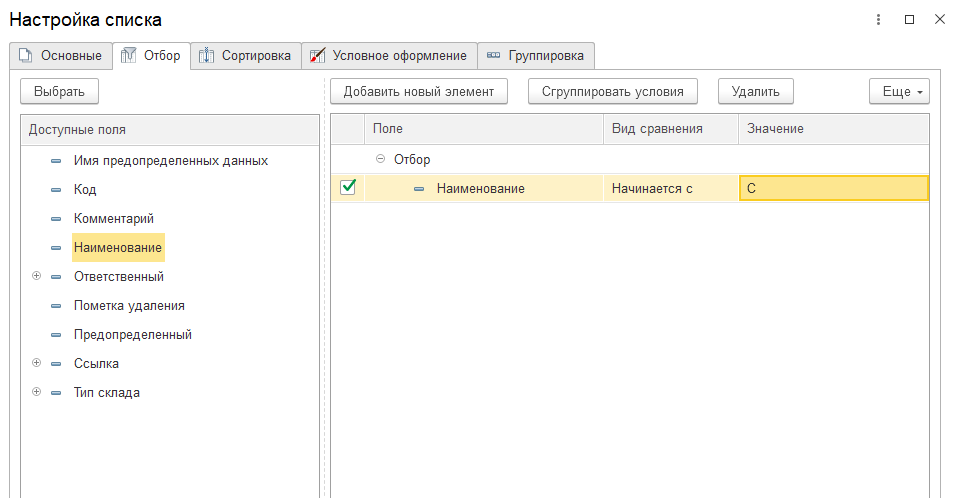 Настройка списка
Основные Отбор Сортировка Условное оформление Группировка
Выбрать
Добавить новый элемент Сгруппировать условия Удалить Еще
Доступные поля
Имя предопределенных данных
Код
Комментарий
Наименование
Ответственный
Пометка удаления
Предопределенный
Ссылка
Тип склада
Поле Вид сравнения Значение
Отбор
Наименование Начинается с С